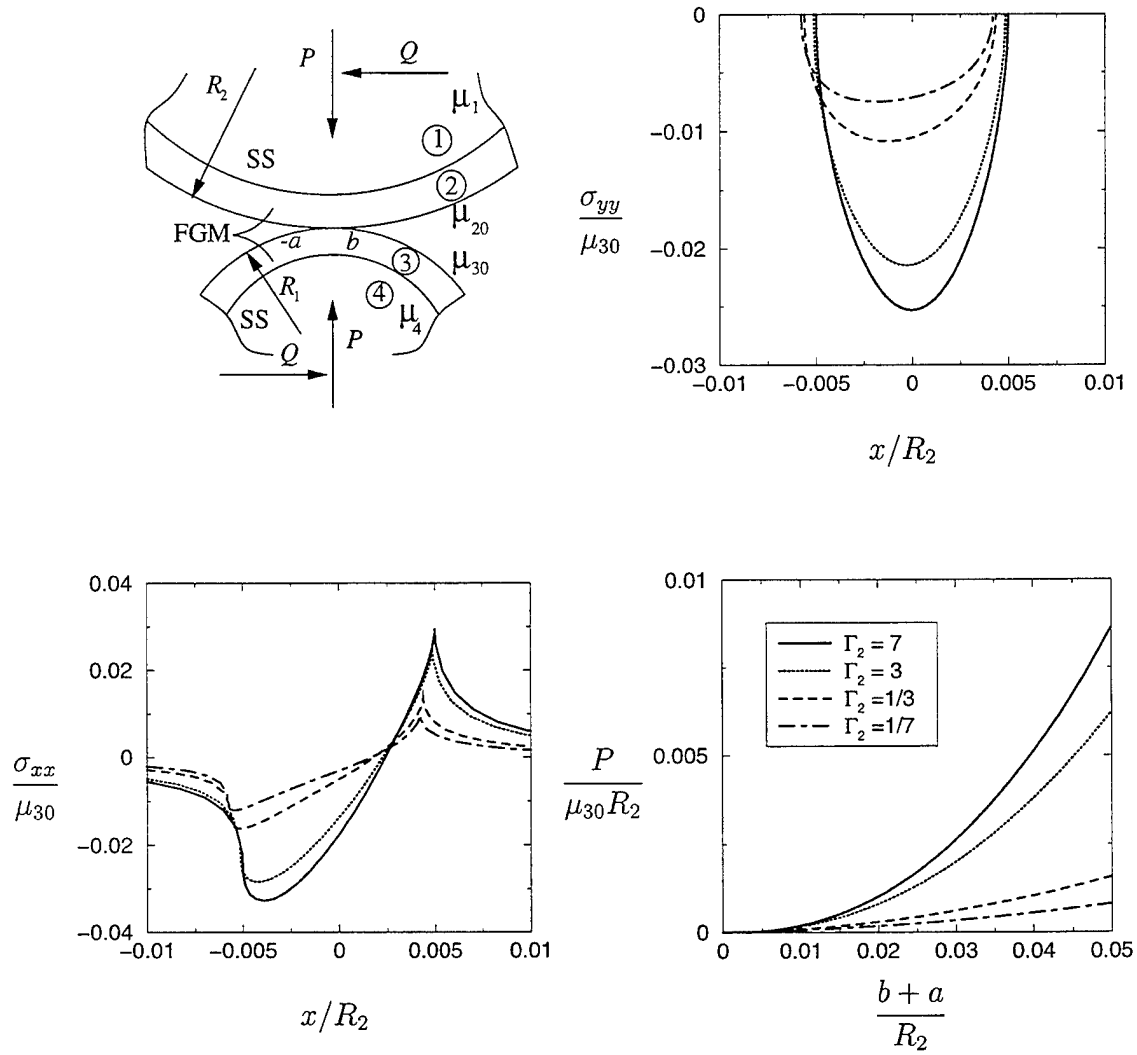 P
Q
R₂
μ₁
①
SS
②
μ₂₀
FGM
-a
b
③
μ₃₀
R₁
④
SS
μ₄
P
Q
0
−0.01
σ_yy / μ₃₀
−0.02
−0.03
−0.01 −0.005 0 0.005 0.01
x/R₂
0.04
0.02
0
σ_xx / μ₃₀
−0.02
−0.04
−0.01 −0.005 0 0.005 0.01
x/R₂
0.01
Γ₂ = 7
Γ₂ = 3
Γ₂ =1/3
Γ₂ =1/7
0.005
P / μ₃₀R₂
0
0 0.01 0.02 0.03 0.04 0.05
b + a / R₂